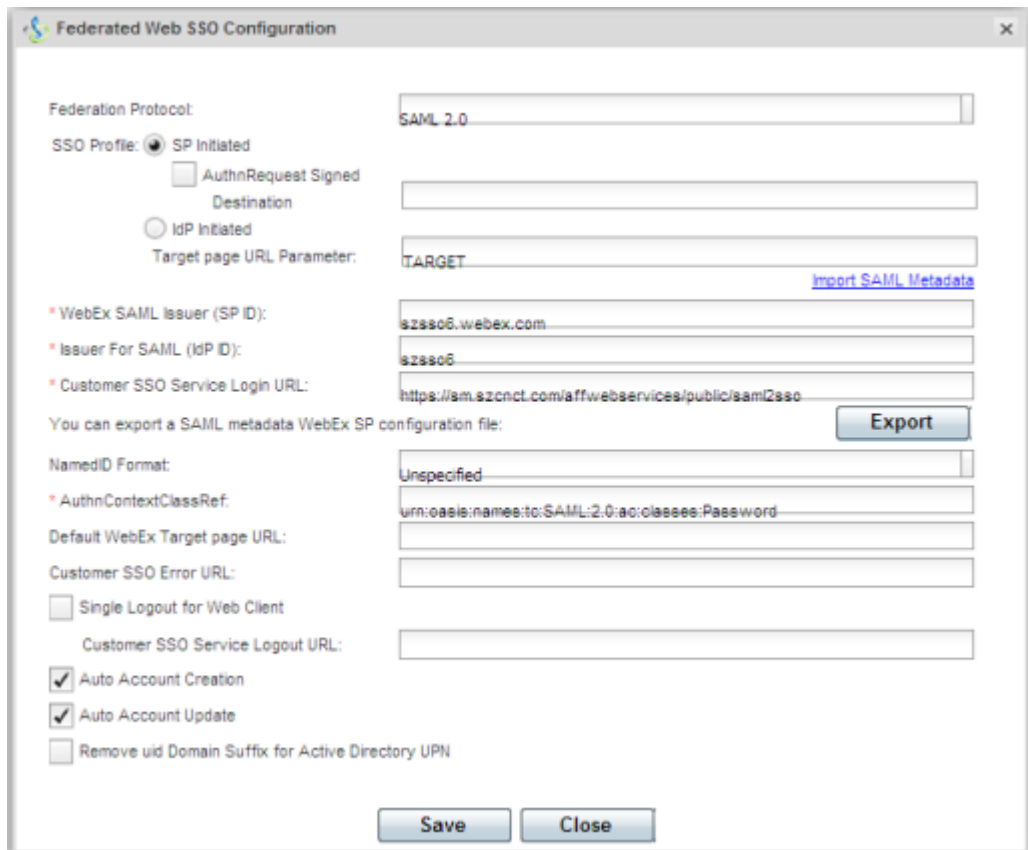 Federated Web SSO Configuration
Federation Protocol: SAML 2.0
SSO Profile: SP Initiated
AuthnRequest Signed
Destination
IdP Initiated
Target page URL Parameter: TARGET
Import SAML Metadata
* WebEx SAML Issuer (SP ID): szsso6.webex.com
* Issuer For SAML (IdP ID): szsso6
* Customer SSO Service Login URL: https://sm.szcnct.com/affwebservices/public/saml2sso
You can export a SAML metadata WebEx SP configuration file: Export
NamedID Format: Unspecified
* AuthnContextClassRef: urn:oasis:names:tc:SAML:2.0:ac:classes:Password
Default WebEx Target page URL:
Customer SSO Error URL:
Single Logout for Web Client
Customer SSO Service Logout URL:
Auto Account Creation
Auto Account Update
Remove uid Domain Suffix for Active Directory UPN
Save Close